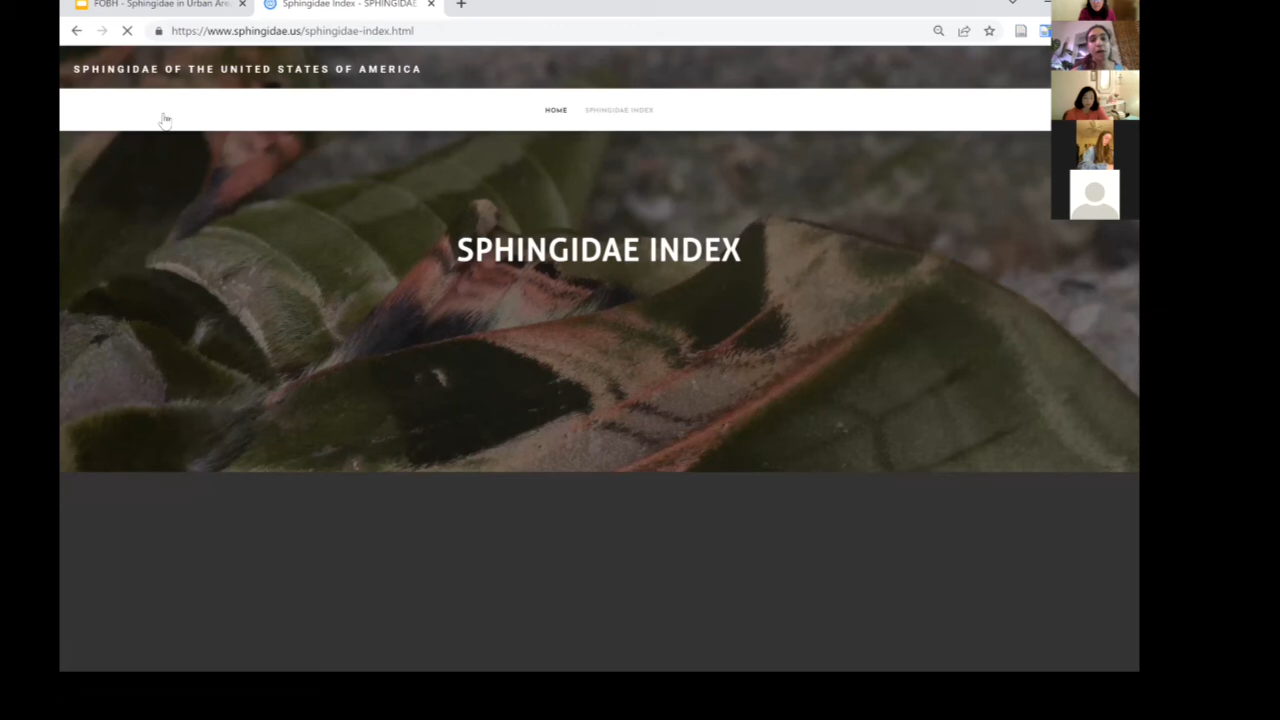 FOBH - Sphingidae in Urban Are
Sphingidae Index - SPHINGIDAE
https://www.sphingidae.us/sphingidae-index.html
SPHINGIDAE OF THE UNITED STATES OF AMERICA
HOME SPHINGIDAE INDEX
SPHINGIDAE INDEX